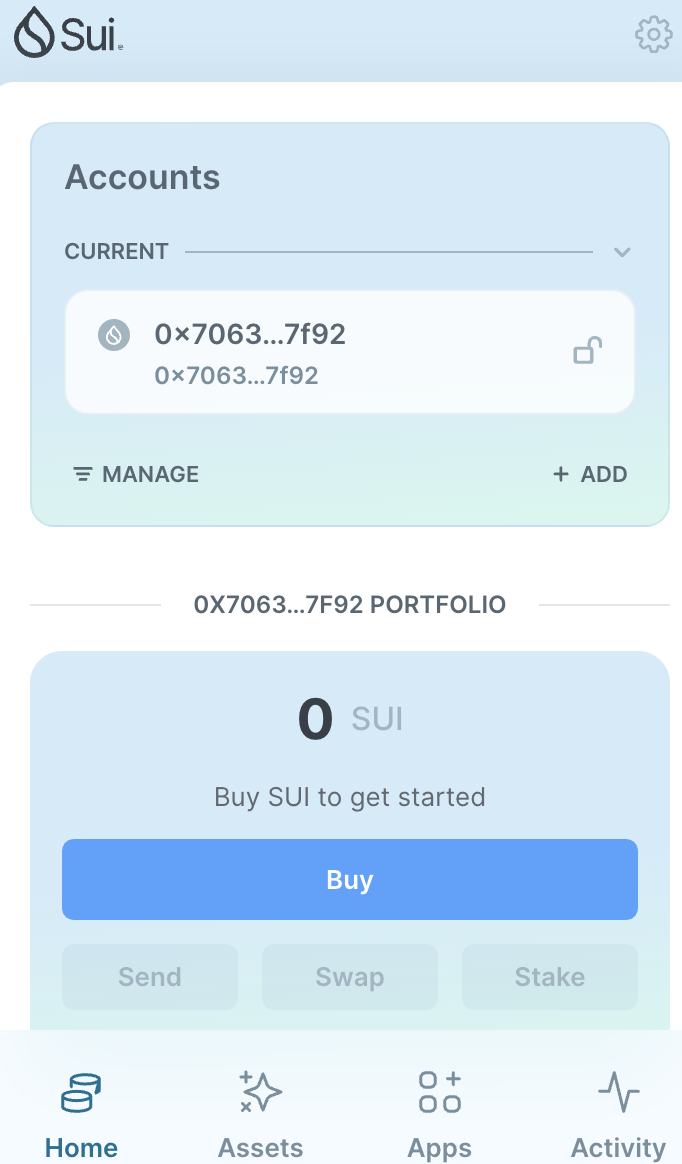 Sui
Accounts
CURRENT
0×7063...7f92
0×7063...7f92
MANAGE
+ ADD
0X7063...7F92 PORTFOLIO
0 SUI
Buy SUI to get started
Buy
Send Swap Stake
Home Assets Apps Activity